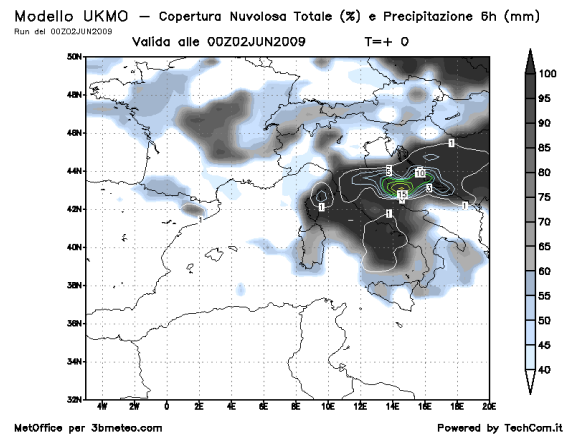 Modello UKMO – Copertura Nuvolosa Totale (%) e Precipitazione 6h (mm)
Run del 00Z02JUN2009
Valida alle 00Z02JUN2009 T=+ 0
50N
48N
46N
44N
42N
40N
38N
36N
34N
32N
4W 2W 0 2E 4E 6E 8E 10E 12E 14E 16E 18E 20E
100
95
90
85
80
75
70
65
60
55
50
45
40
1
5
10
15
3
1
1
1
MetOffice per 3bmeteo.com
Powered by TechCom.it